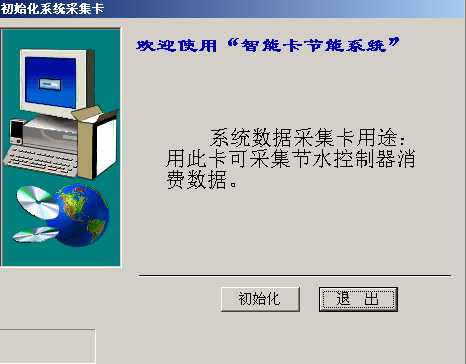 初始化系统采集卡
欢迎使用“智能卡节能系统”
系统数据采集卡用途：
用此卡可采集节水控制器消
费数据。
初始化
退 出